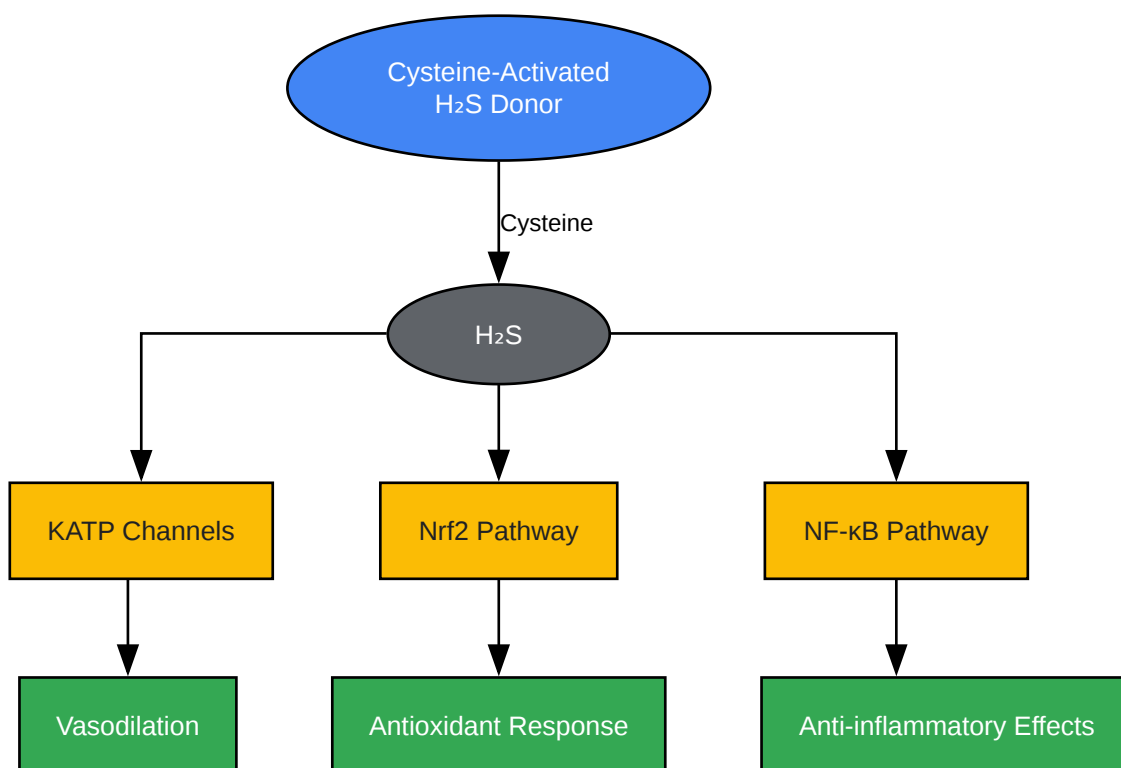 Cysteine-Activated
H₂S Donor
Cysteine
H₂S
KATP Channels
Nrf2 Pathway
NF-κB Pathway
Vasodilation
Antioxidant Response
Anti-inflammatory Effects